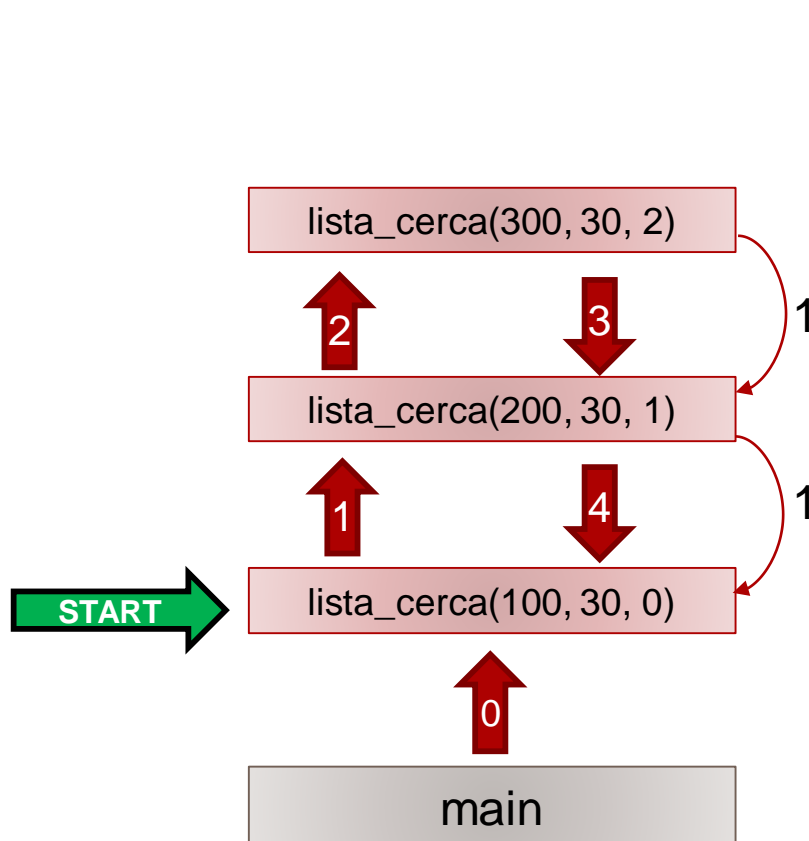 lista_cerca(300, 30, 2)
2
3
1
lista_cerca(200, 30, 1)
1
4
1
START
lista_cerca(100, 30, 0)
0
main